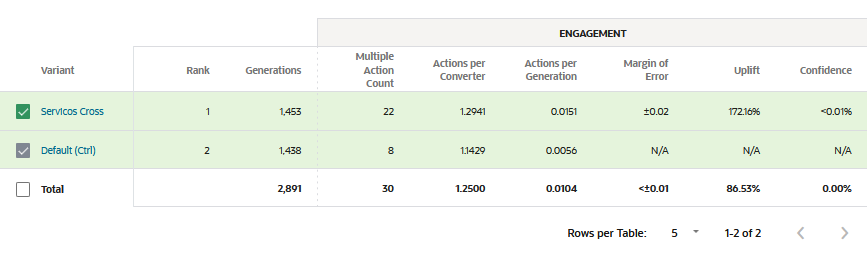 ENGAGEMENT
Variant Rank Generations Multiple Action Count Actions per Converter Actions per Generation Margin of Error Uplift Confidence
Servicos Cross 1 1,453 22 1.2941 0.0151 ±0.02 172.16% <0.01%
Default (Ctrl) 2 1,438 8 1.1429 0.0056 N/A N/A N/A
Total 2,891 30 1.2500 0.0104 <±0.01 86.53% 0.00%
Rows per Table: 5 1-2 of 2